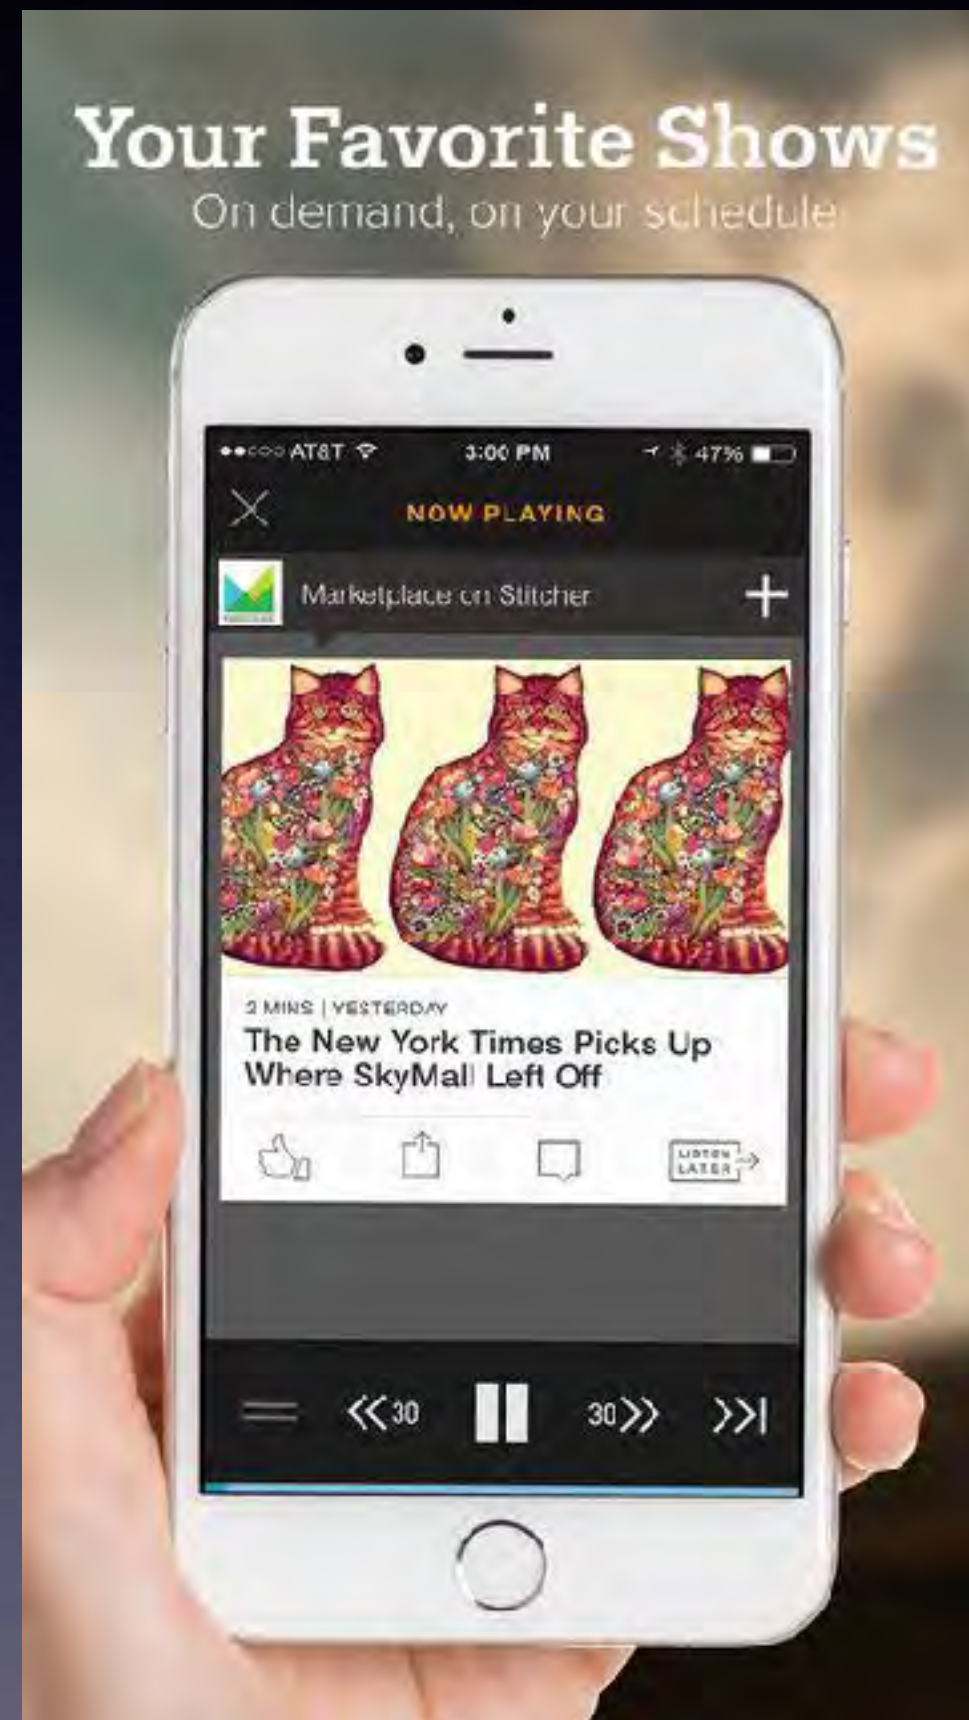 Your Favorite Shows
On demand, on your schedule
AT&T 3:00 PM 47%
NOW PLAYING
Marketplace on Stitcher
2 MINS | YESTERDAY
The New York Times Picks Up
Where SkyMall Left Off
LISTEN
LATER
30 30